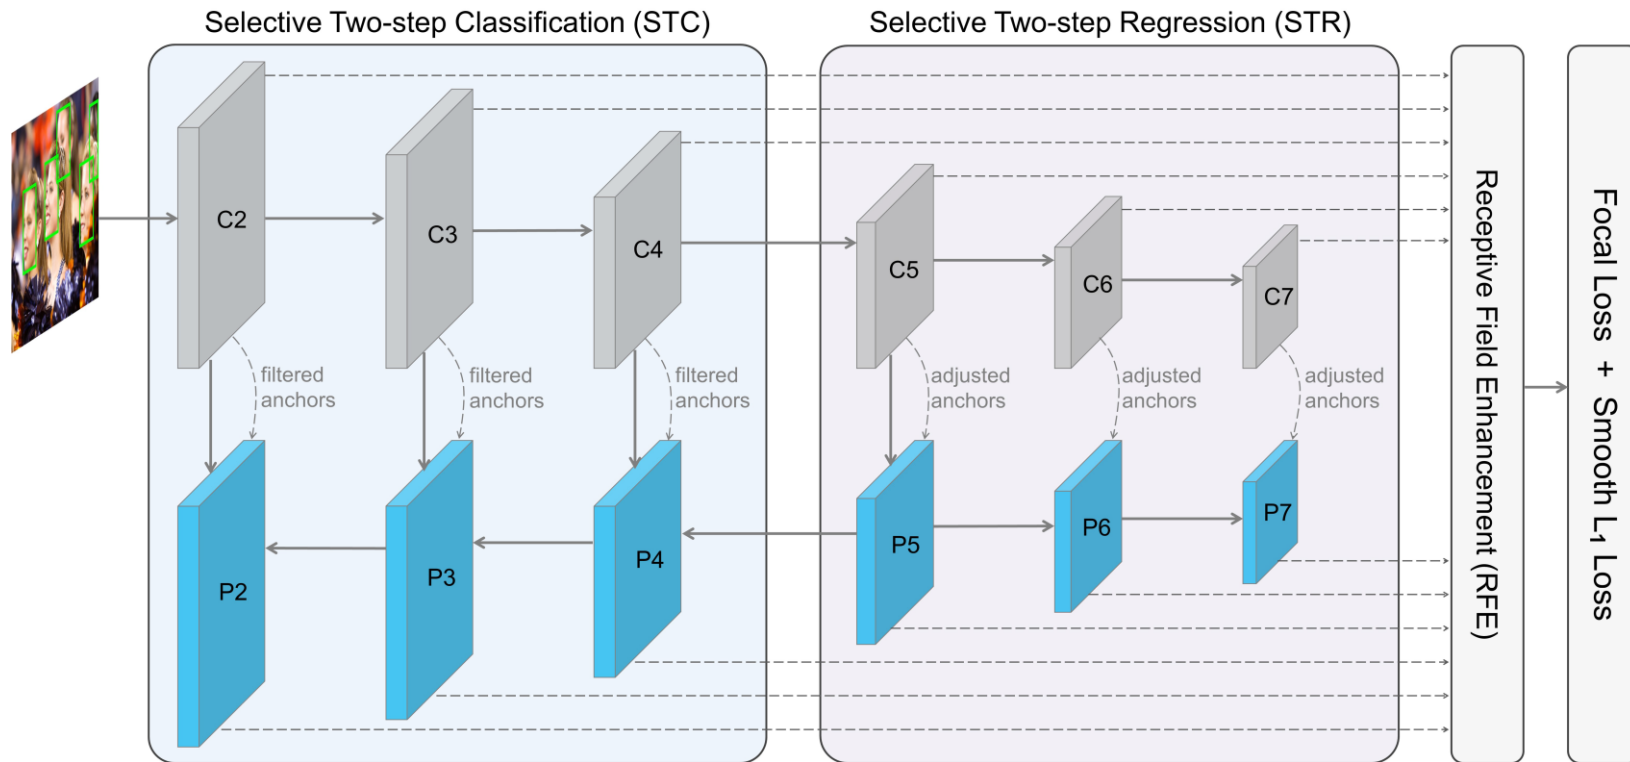 Selective Two-step Classification (STC)
Selective Two-step Regression (STR)
C2
C3
C4
C5
C6
C7
filtered
anchors
filtered
anchors
filtered
anchors
adjusted
anchors
adjusted
anchors
adjusted
anchors
P2
P3
P4
P5
P6
P7
Receptive Field Enhancement (RFE)
Focal Loss + Smooth L₁ Loss